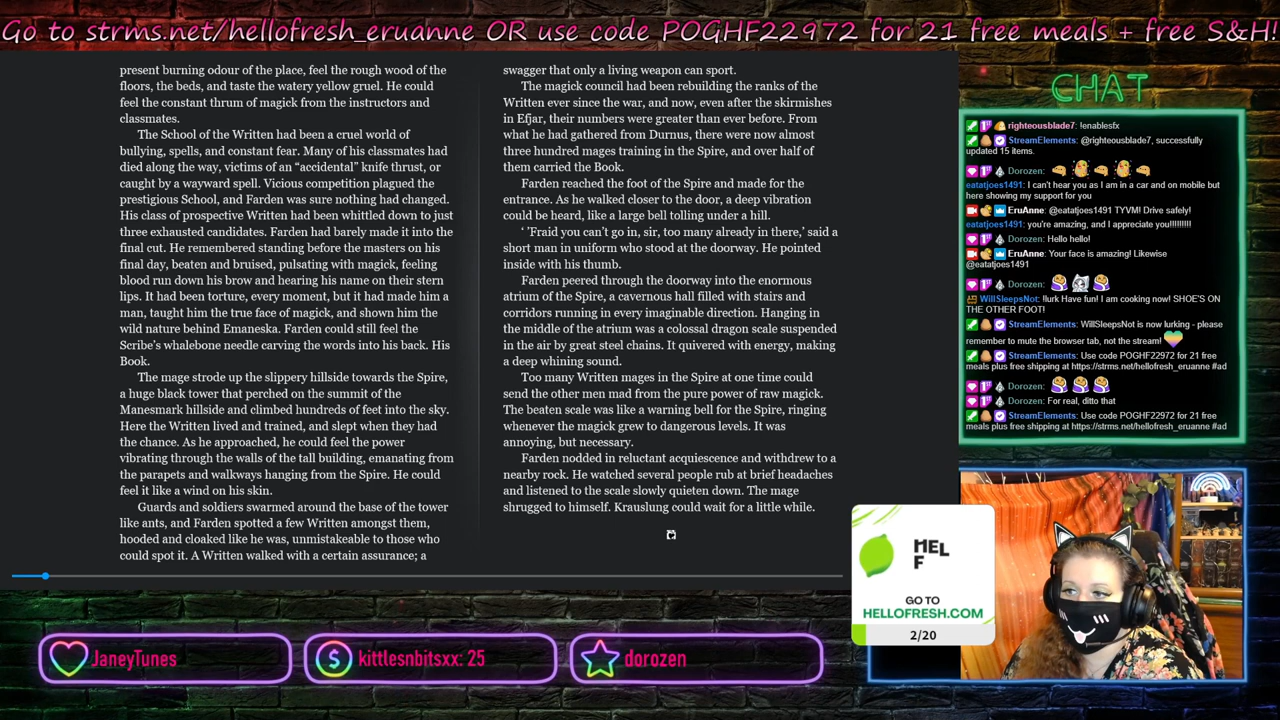 Go to strms.net/hellofresh_eruanne OR use code POGHF22972 for 21 free meals + free S&H!
present burning odour of the place, feel the rough wood of the
floors, the beds, and taste the watery yellow gruel. He could
feel the constant thrum of magick from the instructors and
classmates.
The School of the Written had been a cruel world of
bullying, spells, and constant fear. Many of his classmates had
died along the way, victims of an “accidental” knife thrust, or
caught by a wayward spell. Vicious competition plagued the
prestigious School, and Farden was sure nothing had changed.
His class of prospective Written had been whittled down to just
three exhausted candidates. Farden had barely made it into the
final cut. He remembered standing before the masters on his
final day, beaten and bruised, pulsating with magick, feeling
blood run down his brow and hearing his name on their stern
lips. It had been torture, every moment, but it had made him a
man, taught him the true face of magick, and shown him the
wild nature behind Emaneska. Farden could still feel the
Scribe’s whalebone needle carving the words into his back. His
Book.
The mage strode up the slippery hillside towards the Spire,
a huge black tower that perched on the summit of the
Manesmark hillside and climbed hundreds of feet into the sky.
Here the Written lived and trained, and slept when they had
the chance. As he approached, he could feel the power
vibrating through the walls of the tall building, emanating from
the parapets and walkways hanging from the Spire. He could
feel it like a wind on his skin.
Guards and soldiers swarmed around the base of the tower
like ants, and Farden spotted a few Written amongst them,
hooded and cloaked like he was, unmistakeable to those who
could spot it. A Written walked with a certain assurance; a
swagger that only a living weapon can sport.
The magick council had been rebuilding the ranks of the
Written ever since the war, and now, even after the skirmishes
in Efjar, their numbers were greater than ever before. From
what he had gathered from Durnus, there were now almost
three hundred mages training in the Spire, and over half of
them carried the Book.
Farden reached the foot of the Spire and made for the
entrance. As he walked closer to the door, a deep vibration
could be heard, like a large bell tolling under a hill.
‘ ’Fraid you can’t go in, sir, too many already in there,’ said a
short man in uniform who stood at the doorway. He pointed
inside with his thumb.
Farden peered through the doorway into the enormous
atrium of the Spire, a cavernous hall filled with stairs and
corridors running in every imaginable direction. Hanging in
the middle of the atrium was a colossal dragon scale suspended
in the air by great steel chains. It quivered with energy, making
a deep whining sound.
Too many Written mages in the Spire at one time could
send the other men mad from the pure power of raw magick.
The beaten scale was like a warning bell for the Spire, ringing
whenever the magick grew to dangerous levels. It was
annoying, but necessary.
Farden nodded in reluctant acquiescence and withdrew to a
nearby rock. He watched several people rub at brief headaches
and listened to the scale slowly quieten down. The mage
shrugged to himself. Krauslung could wait for a little while.
CHAT
righteousblade7: !enablesfx
StreamElements: @righteousblade7, successfully
updated 15 items.
Dorozen:
eatatjoes1491: I can't hear you as I am in a car and on mobile but
here showing my support for you
EruAnne: @eatatjoes1491 TYVM! Drive safely!
eatatjoes1491: you're amazing, and I appreciate you!!!!!!!!!
Dorozen: Hello hello!
EruAnne: Your face is amazing! Likewise
@eatatjoes1491
Dorozen:
WillSleepsNot: !lurk Have fun! I am cooking now! SHOE'S ON
THE OTHER FOOT!
StreamElements: WillSleepsNot is now lurking - please
remember to mute the browser tab, not the stream!
StreamElements: Use code POGHF22972 for 21 free
meals plus free shipping at https://strms.net/hellofresh_eruanne #ad
Dorozen:
Dorozen: For real, ditto that
StreamElements: Use code POGHF22972 for 21 free
meals plus free shipping at https://strms.net/hellofresh_eruanne #ad
HEL
F
GO TO
HELLOFRESH.COM
2/20
JaneyTunes
kittlesnbitsxx: 25
dorozen